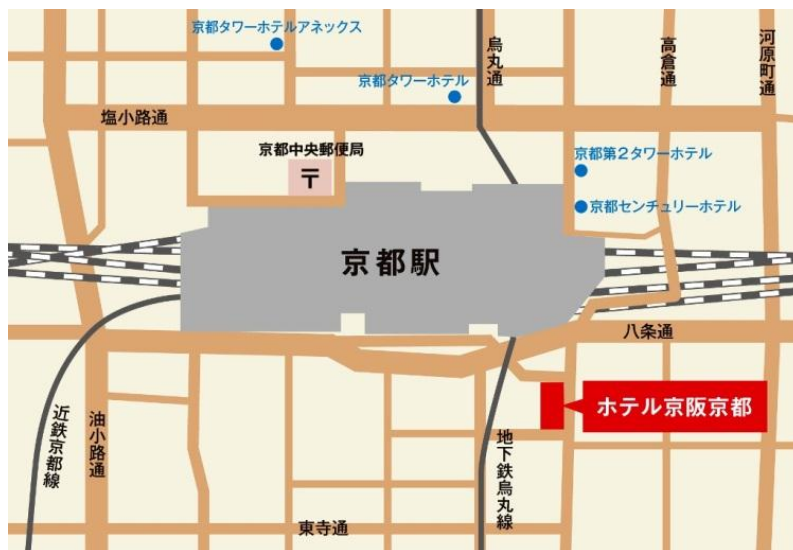 京都タワーホテルアネックス
烏丸通
高倉通
河原町通
京都タワーホテル
塩小路通
京都中央郵便局
〒
京都第2タワーホテル
京都センチュリーホテル
京都駅
八条通
ホテル京阪京都
近鉄京都線
油小路通
地下鉄烏丸線
東寺通